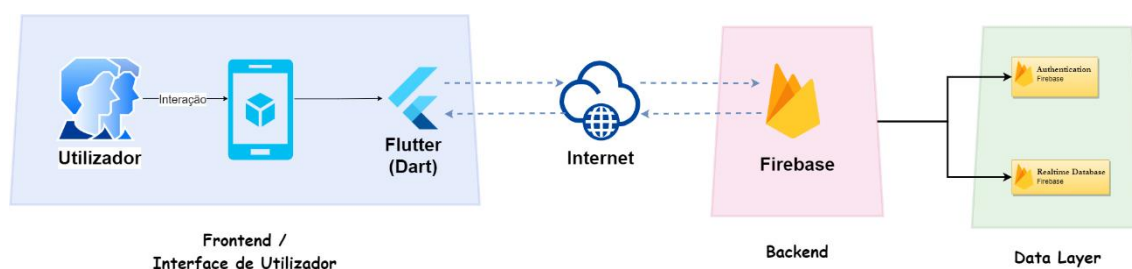 Interação
Utilizador
Flutter
(Dart)
Internet
Firebase
Authentication
Firebase
Realtime Database
Firebase
Frontend /
Interface de Utilizador
Backend
Data Layer